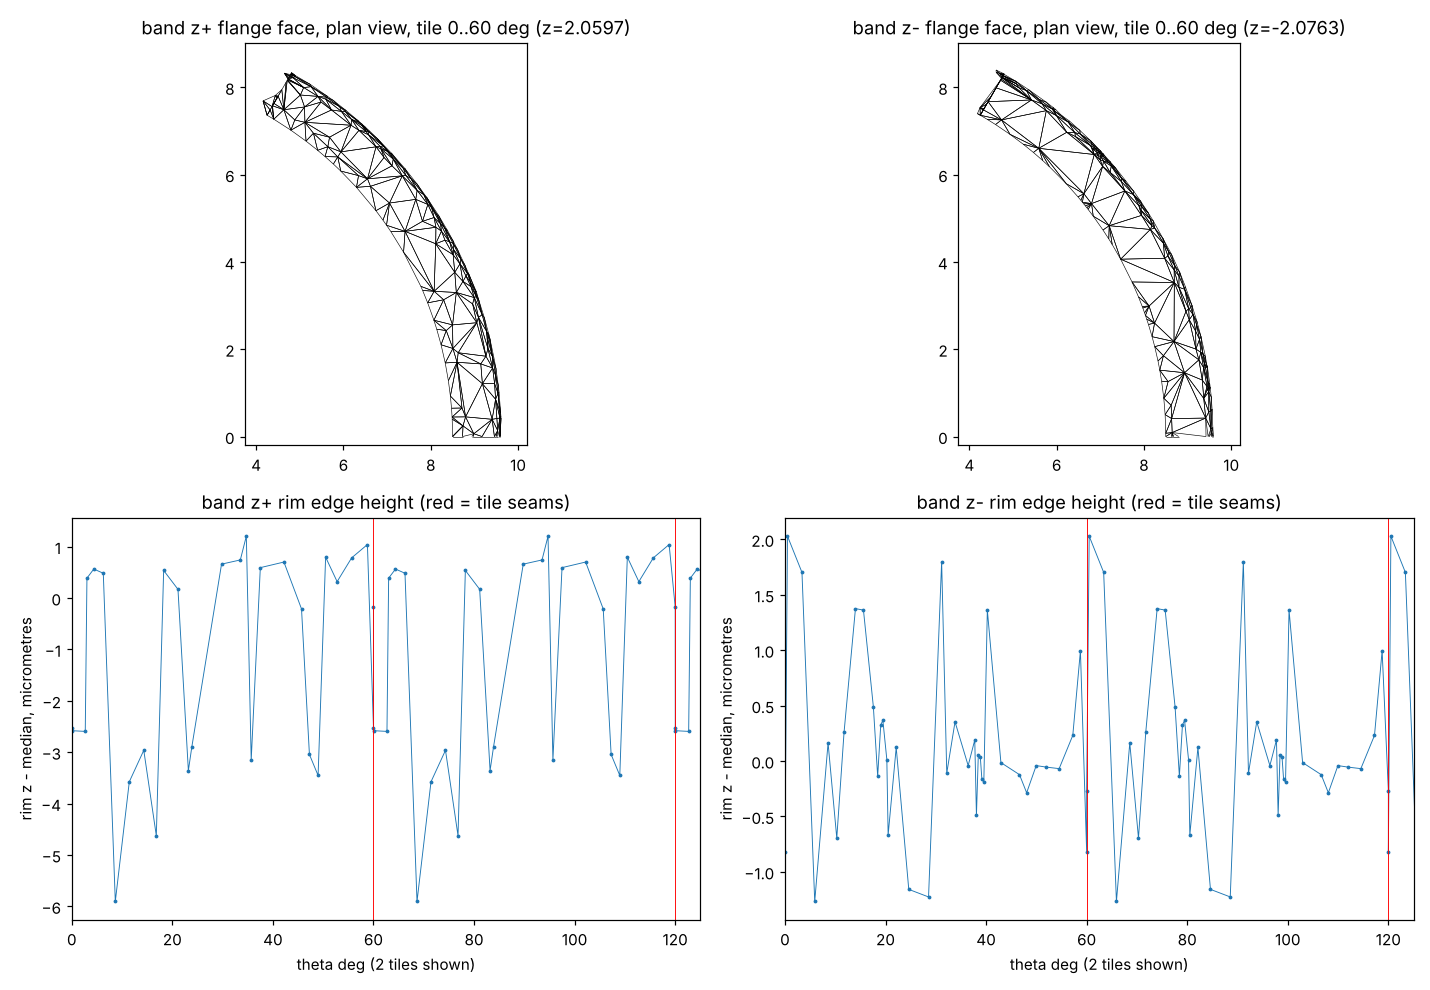 band z+ flange face, plan view, tile 0..60 deg (z=2.0597)
8
6
4
2
0
4 6 8 10
band z- flange face, plan view, tile 0..60 deg (z=-2.0763)
8
6
4
2
0
4 6 8 10
band z+ rim edge height (red = tile seams)
rim z - median, micrometres
1
0
−1
−2
−3
−4
−5
−6
0 20 40 60 80 100 120
theta deg (2 tiles shown)
band z- rim edge height (red = tile seams)
rim z - median, micrometres
2.0
1.5
1.0
0.5
0.0
−0.5
−1.0
0 20 40 60 80 100 120
theta deg (2 tiles shown)